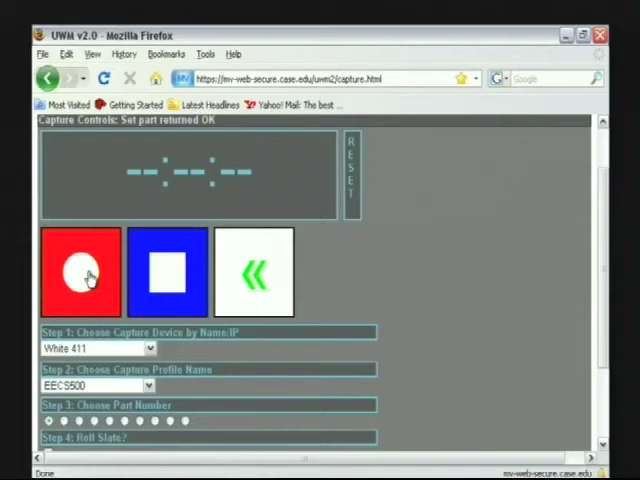 UWM v2.0 - Mozilla Firefox
File Edit View History Bookmarks Tools Help
MV https://mv-web-secure.case.edu/uwm2/capture.html Google
Most Visited Getting Started Latest Headlines Yahoo! Mail: The best ...
Capture Controls: Set part returned OK
--:--:--
RESET
Step 1: Choose Capture Device by Name/IP
White 411
Step 2: Choose Capture Profile Name
EECS500
Step 3: Choose Part Number
Step 4: Roll Slate?
Done mv-web-secure.case.edu